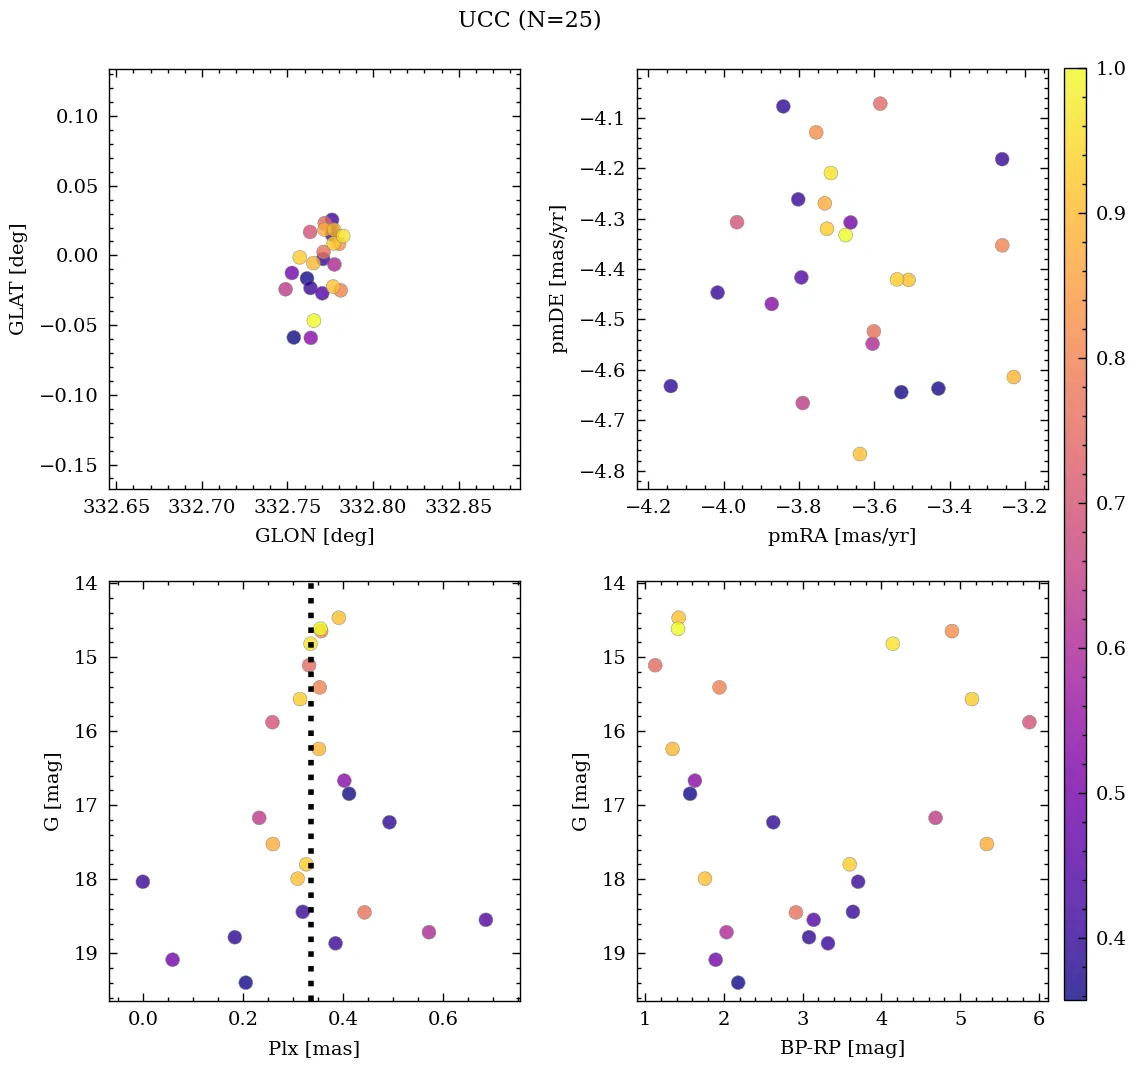 UCC (N=25)
GLAT [deg]
0.10
0.05
0.00
−0.05
−0.10
−0.15
332.65 332.70 332.75 332.80 332.85
GLON [deg]
pmDE [mas/yr]
−4.1
−4.2
−4.3
−4.4
−4.5
−4.6
−4.7
−4.8
−4.2 −4.0 −3.8 −3.6 −3.4 −3.2
pmRA [mas/yr]
G [mag]
14
15
16
17
18
19
0.0 0.2 0.4 0.6
Plx [mas]
G [mag]
14
15
16
17
18
19
1 2 3 4 5 6
BP-RP [mag]
1.0
0.9
0.8
0.7
0.6
0.5
0.4